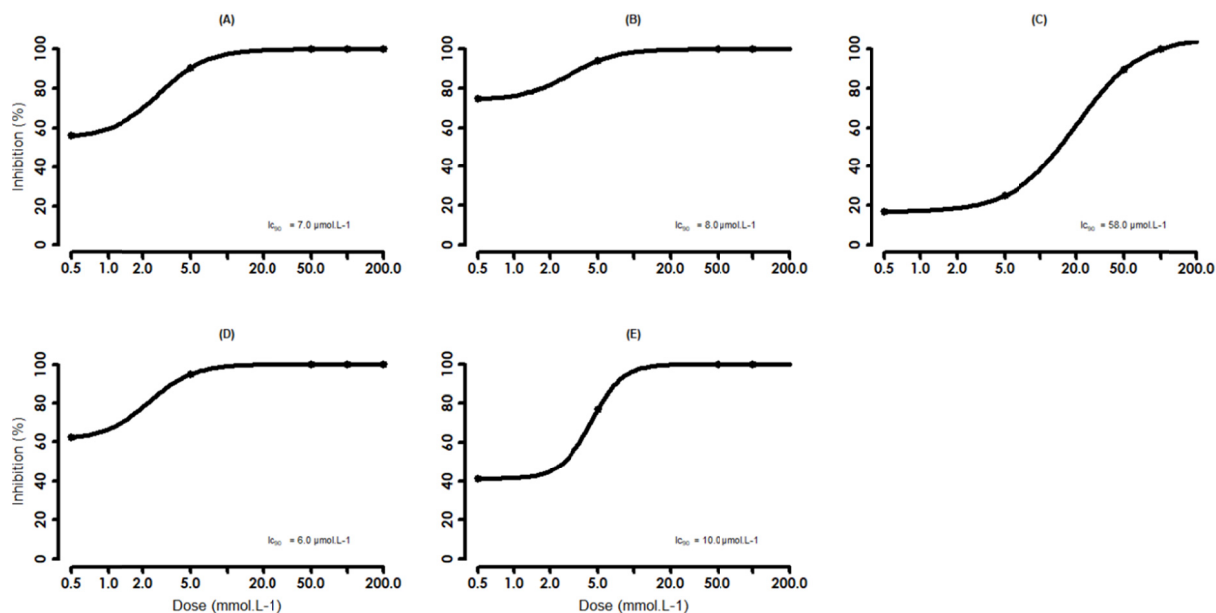 (A)
(B)
(C)
Inhibition (%)
0 20 40 60 80 100
0 20 40 60 80 100
0 20 40 60 80 100
Ic₉₀ = 7.0 µmol.L-1
Ic₉₀ = 8.0 µmol.L-1
Ic₉₀ = 58.0 µmol.L-1
0.5 1.0 2.0 5.0 20.0 50.0 200.0
0.5 1.0 2.0 5.0 20.0 50.0 200.0
0.5 1.0 2.0 5.0 20.0 50.0 200.0
(D)
(E)
Inhibition (%)
0 20 40 60 80 100
0 20 40 60 80 100
Ic₉₀ = 6.0 µmol.L-1
Ic₉₀ = 10.0 µmol.L-1
0.5 1.0 2.0 5.0 20.0 50.0 200.0
0.5 1.0 2.0 5.0 20.0 50.0 200.0
Dose (mmol.L-1)
Dose (mmol.L-1)